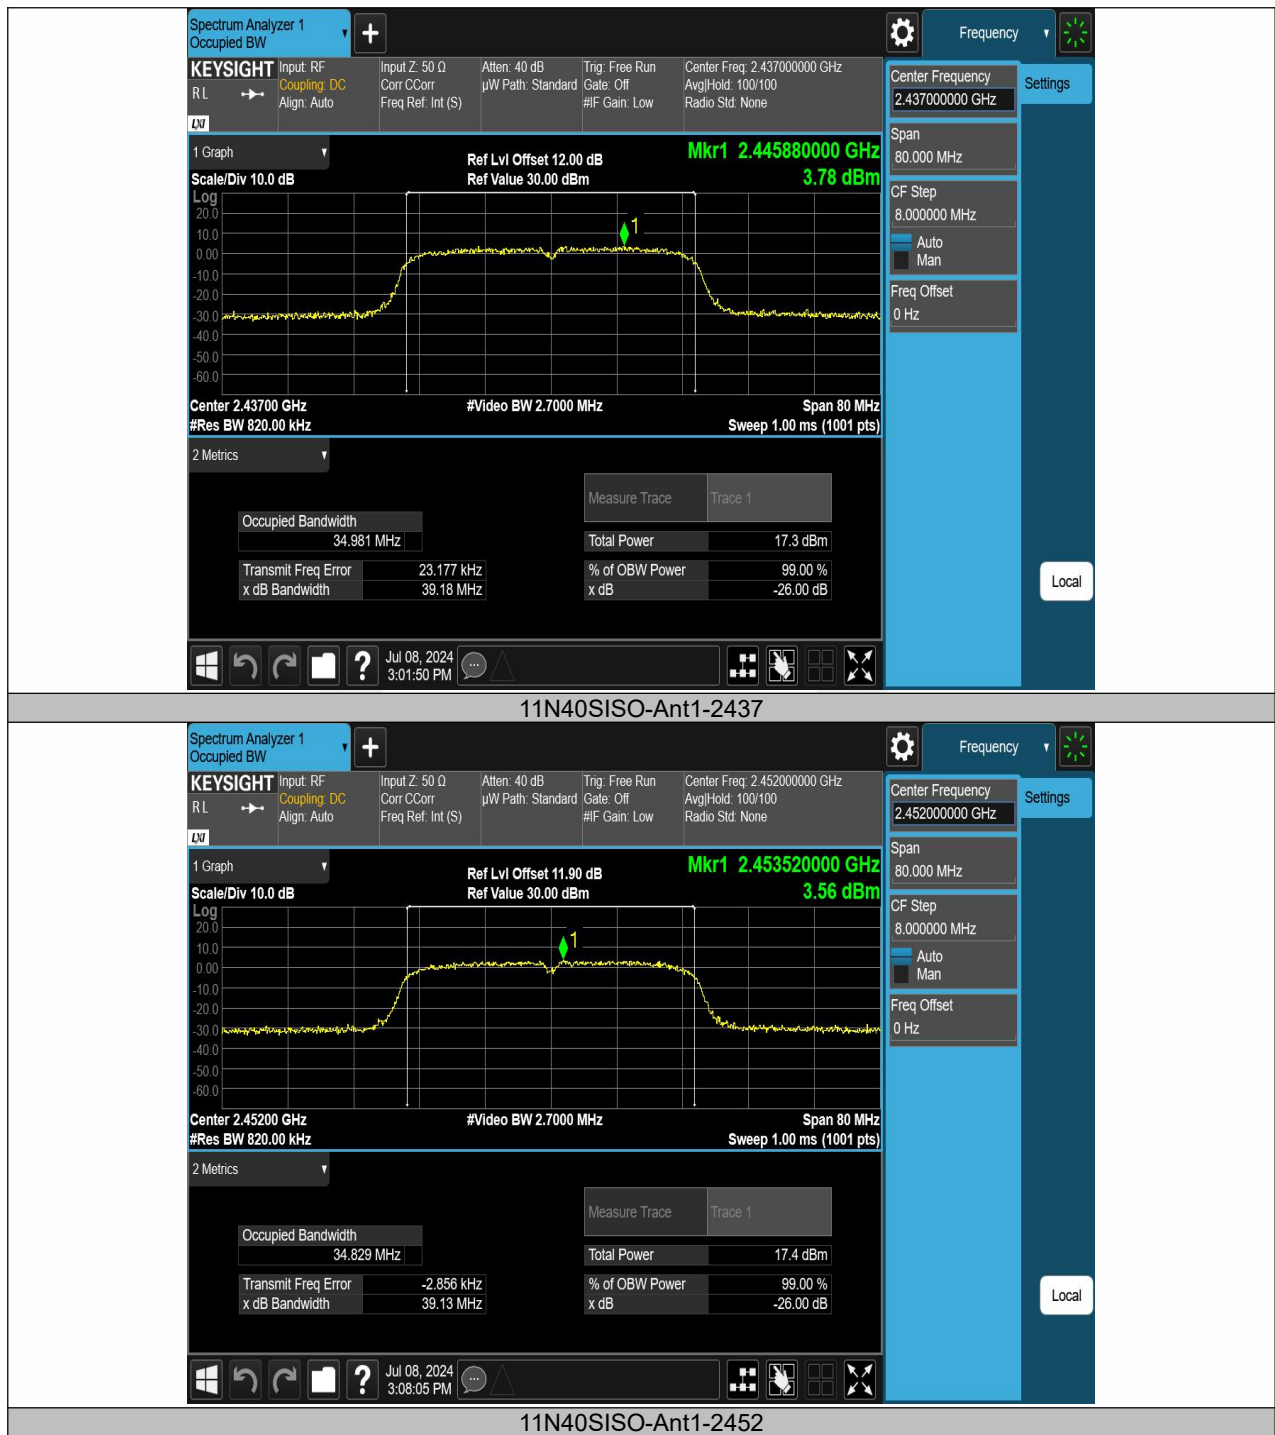 Spectrum Analyzer 1
Occupied BW
+
Frequency
KEYSIGHT
R L
LXI
Input: RF
Coupling: DC
Align: Auto
Input Z: 50 Ω
Corr CCorr
Freq Ref: Int (S)
Atten: 40 dB
µW Path: Standard
Trig: Free Run
Gate: Off
#IF Gain: Low
Center Freq: 2.437000000 GHz
Avg|Hold: 100/100
Radio Std: None
Center Frequency
2.437000000 GHz
Settings
Span
80.000 MHz
CF Step
8.000000 MHz
Auto
Man
Freq Offset
0 Hz
Local
1 Graph
Scale/Div 10.0 dB
Ref Lvl Offset 12.00 dB
Ref Value 30.00 dBm
Mkr1 2.445880000 GHz
3.78 dBm
Log
20.0
10.0
0.00
-10.0
-20.0
-30.0
-40.0
-50.0
-60.0
1
Center 2.43700 GHz
#Video BW 2.7000 MHz
Span 80 MHz
#Res BW 820.00 kHz
Sweep 1.00 ms (1001 pts)
2 Metrics
Measure Trace Trace 1
Occupied Bandwidth
34.981 MHz
Total Power 17.3 dBm
Transmit Freq Error 23.177 kHz
% of OBW Power 99.00 %
x dB Bandwidth 39.18 MHz
x dB -26.00 dB
?
Jul 08, 2024
3:01:50 PM
11N40SISO-Ant1-2437
Spectrum Analyzer 1
Occupied BW
+
Frequency
KEYSIGHT
R L
LXI
Input: RF
Coupling: DC
Align: Auto
Input Z: 50 Ω
Corr CCorr
Freq Ref: Int (S)
Atten: 40 dB
µW Path: Standard
Trig: Free Run
Gate: Off
#IF Gain: Low
Center Freq: 2.452000000 GHz
Avg|Hold: 100/100
Radio Std: None
Center Frequency
2.452000000 GHz
Settings
Span
80.000 MHz
CF Step
8.000000 MHz
Auto
Man
Freq Offset
0 Hz
Local
1 Graph
Scale/Div 10.0 dB
Ref Lvl Offset 11.90 dB
Ref Value 30.00 dBm
Mkr1 2.453520000 GHz
3.56 dBm
Log
20.0
10.0
0.00
-10.0
-20.0
-30.0
-40.0
-50.0
-60.0
1
Center 2.45200 GHz
#Video BW 2.7000 MHz
Span 80 MHz
#Res BW 820.00 kHz
Sweep 1.00 ms (1001 pts)
2 Metrics
Measure Trace Trace 1
Occupied Bandwidth
34.829 MHz
Total Power 17.4 dBm
Transmit Freq Error -2.856 kHz
% of OBW Power 99.00 %
x dB Bandwidth 39.13 MHz
x dB -26.00 dB
?
Jul 08, 2024
3:08:05 PM
11N40SISO-Ant1-2452